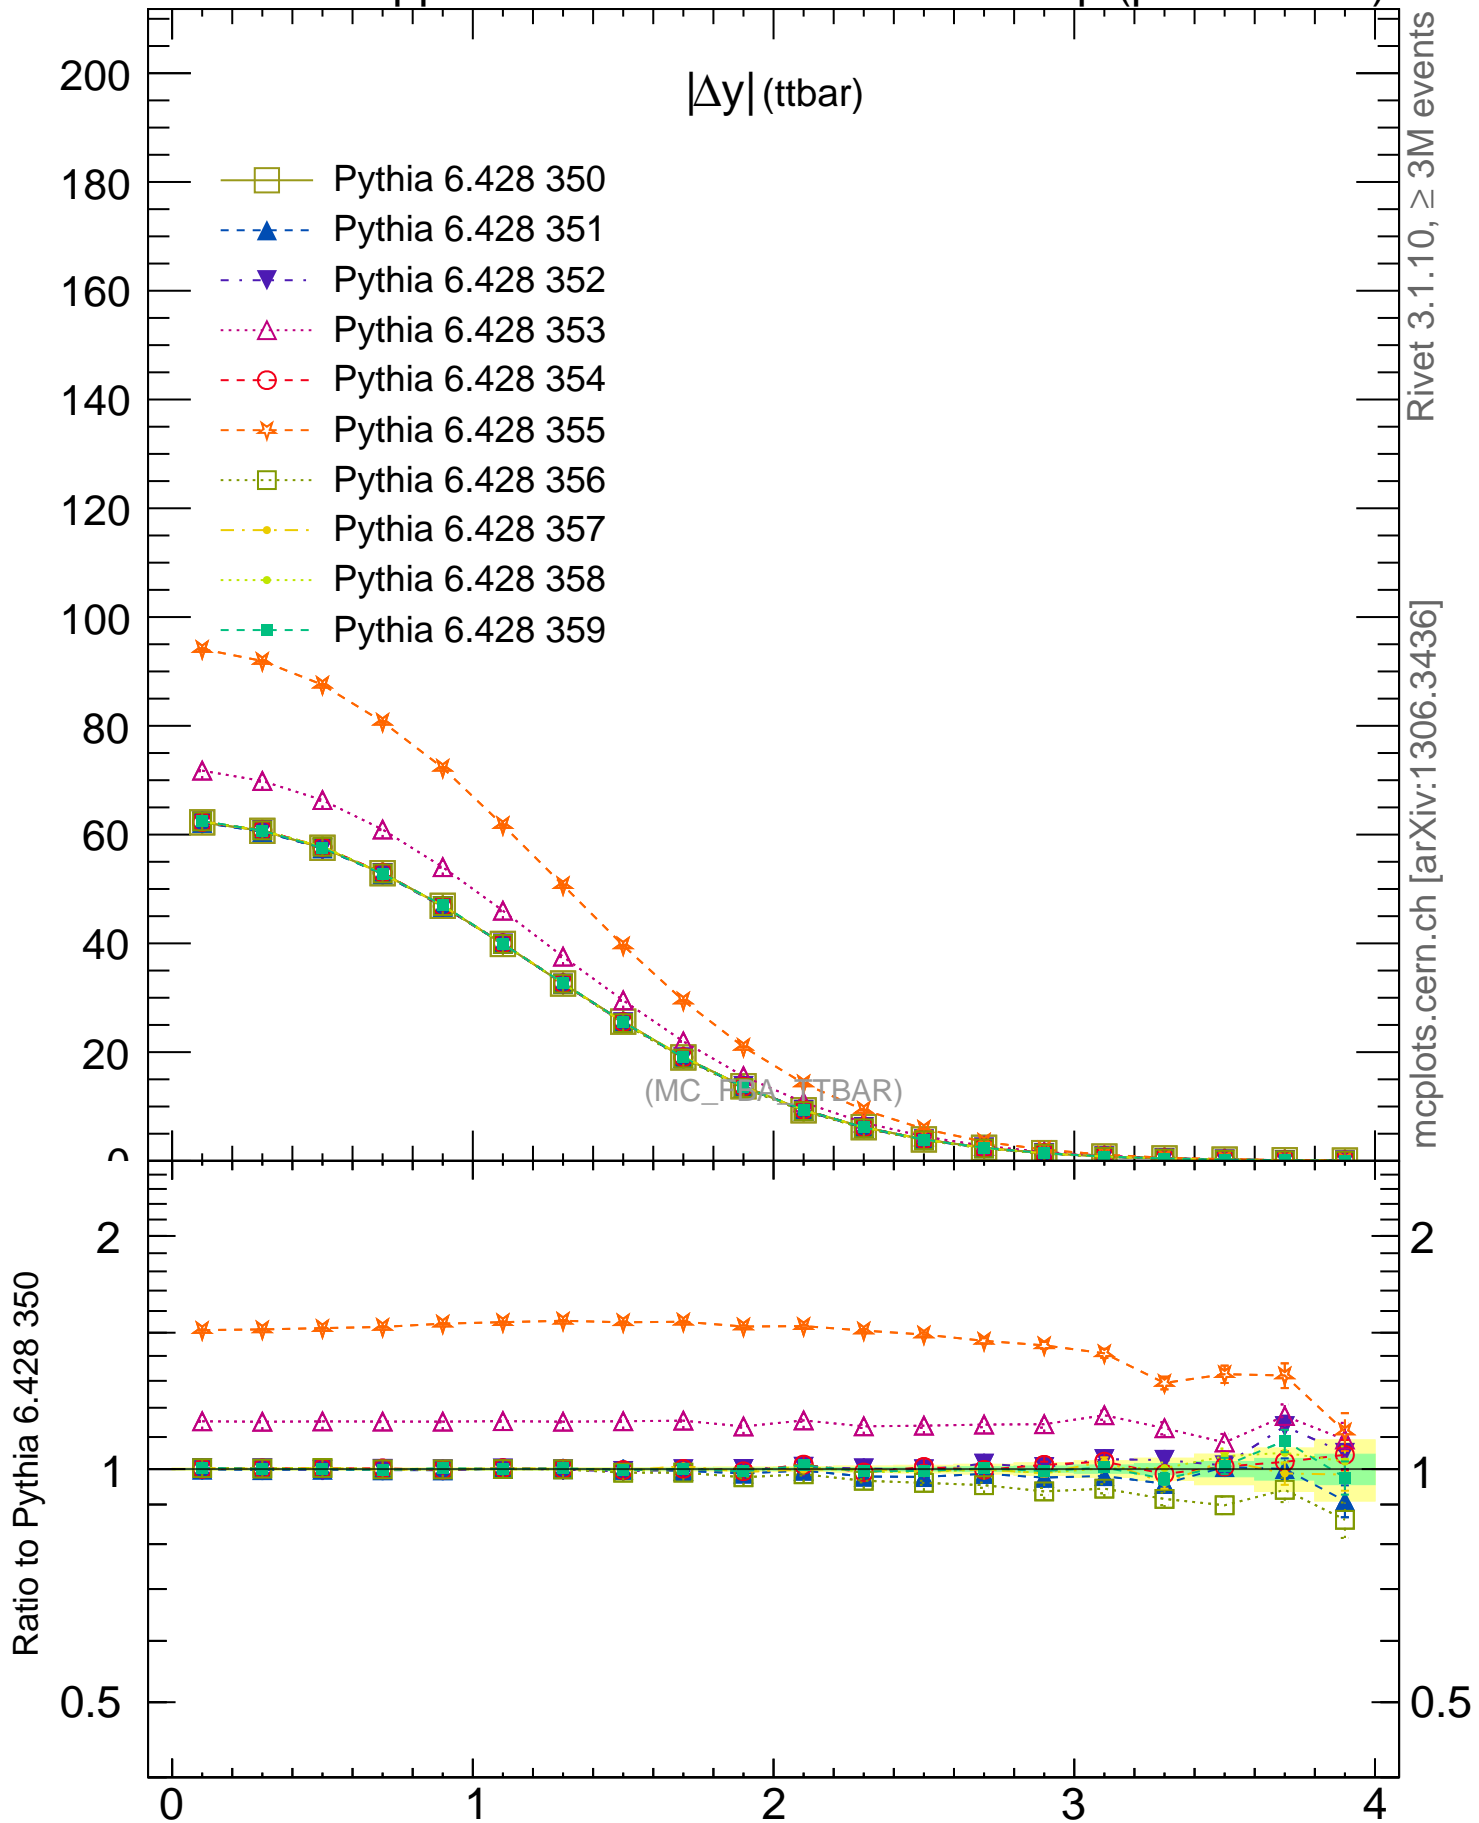 |Δy| (ttbar)
Pythia 6.428 350
Pythia 6.428 351
Pythia 6.428 352
Pythia 6.428 353
Pythia 6.428 354
Pythia 6.428 355
Pythia 6.428 356
Pythia 6.428 357
Pythia 6.428 358
Pythia 6.428 359
200
180
160
140
120
100
80
60
40
20
0
(MC_ TTBAR)
Rivet 3.1.10, ≥ 3M events
mcplots.cern.ch [arXiv:1306.3436]
Ratio to Pythia 6.428 350
2
1
0.5
2
1
0.5
0 1 2 3 4